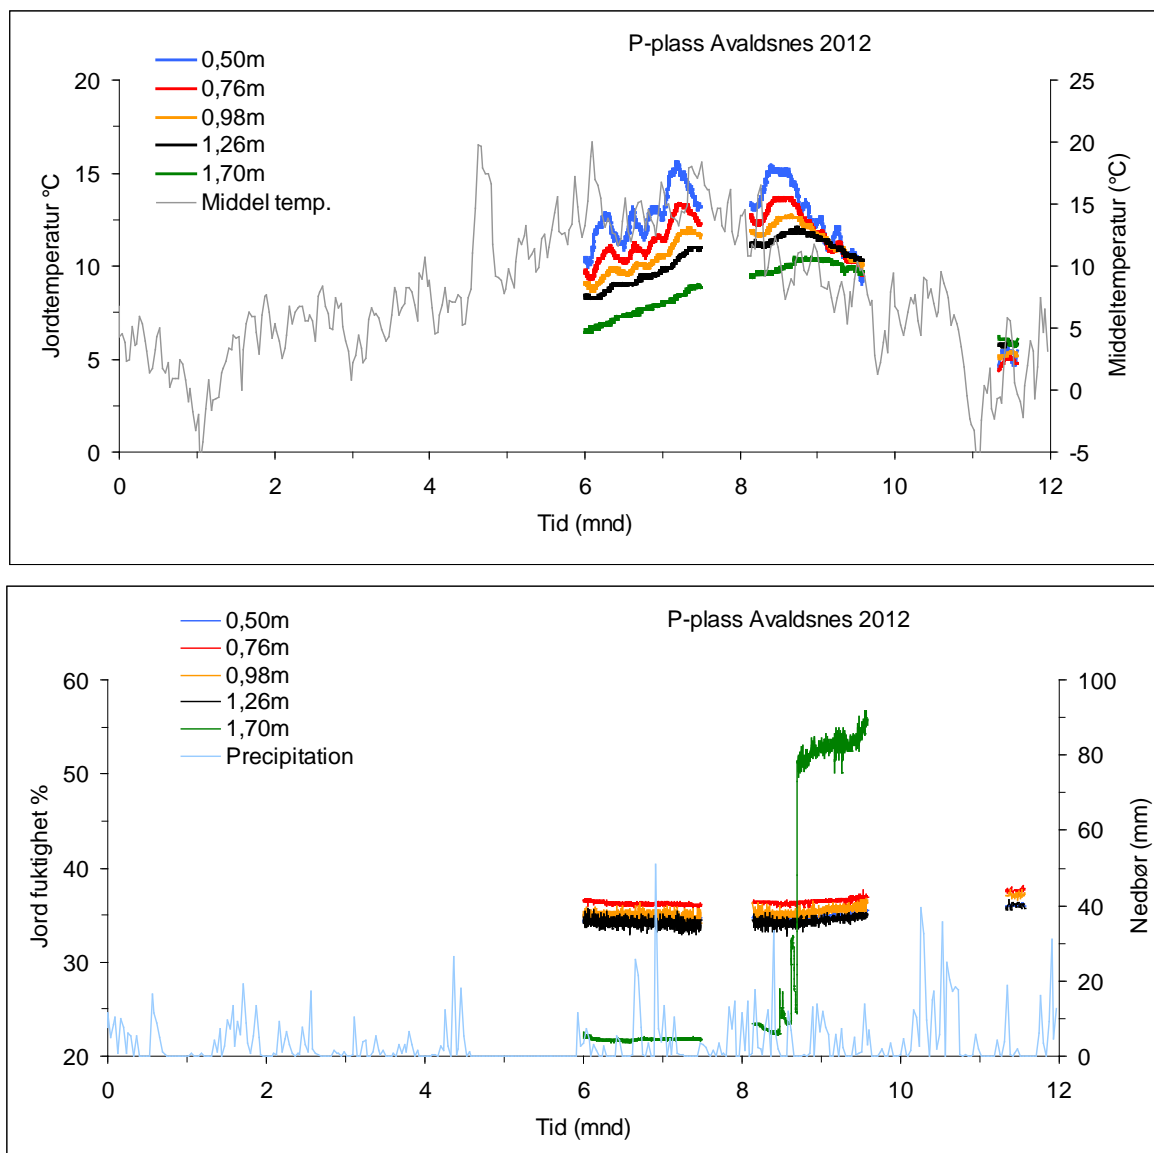 P-plass Avaldsnes 2012
0,50m
0,76m
0,98m
1,26m
1,70m
Middel temp.
Jordtemperatur °C
20
15
10
5
0
Middeltemperatur (°C)
25
20
15
10
5
0
-5
0 2 4 6 8 10 12
Tid (mnd)
P-plass Avaldsnes 2012
0,50m
0,76m
0,98m
1,26m
1,70m
Precipitation
Jord fuktighet %
60
50
40
30
20
Nedbør (mm)
100
80
60
40
20
0
0 2 4 6 8 10 12
Tid (mnd)